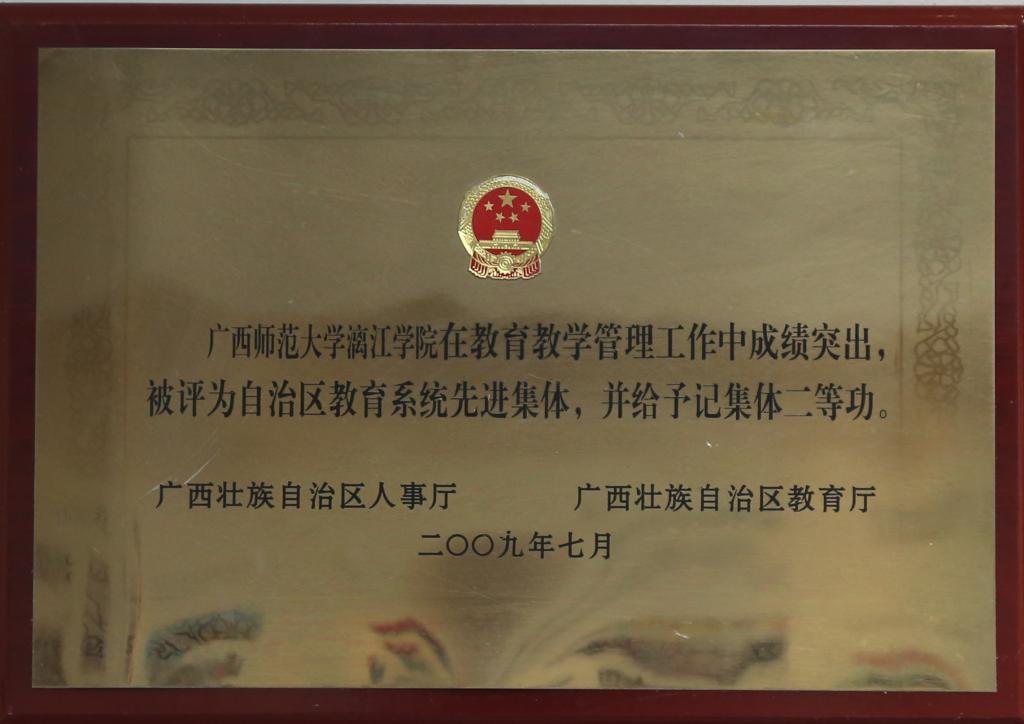 广西师范大学漓江学院在教育教学管理工作中成绩突出，
被评为自治区教育系统先进集体，并给予记集体二等功。
广西壮族自治区人事厅 广西壮族自治区教育厅
二〇〇九年七月